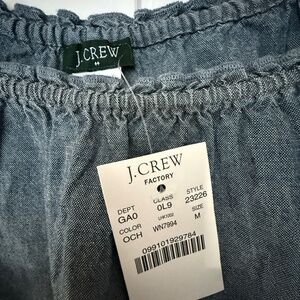 J.CREW
M
J.CREW
FACTORY
DEPT CLASS STYLE
GA0 0L9 23226
COLOR SIZE
OCH WN7994 M
099101929784